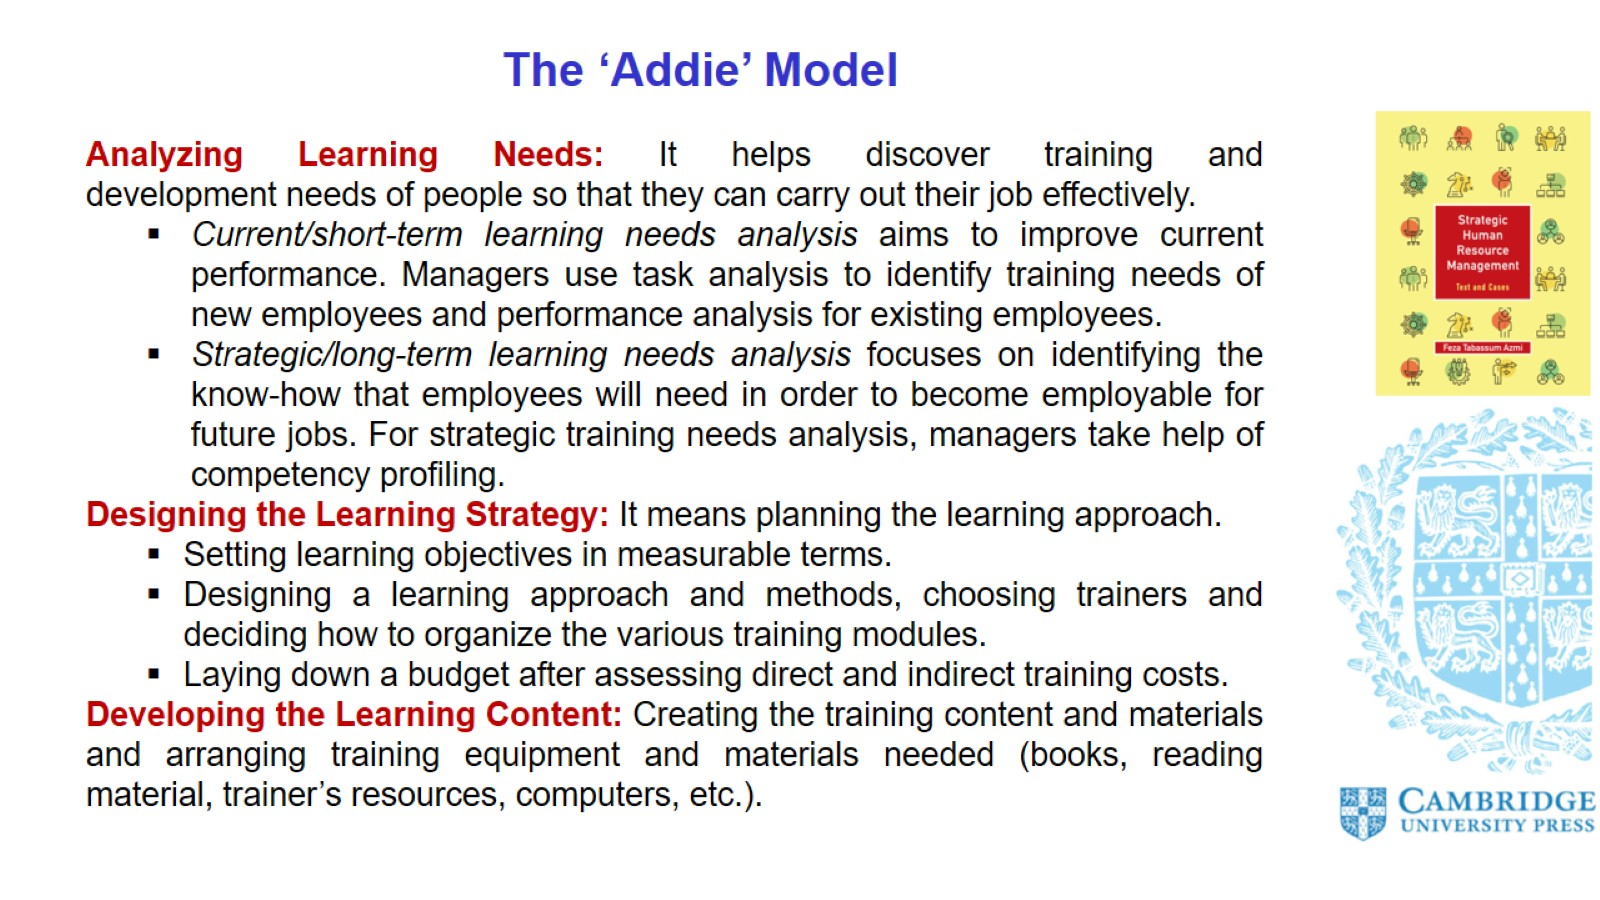 The ‘Addie’ Model
Analyzing Learning Needs: It helps discover training and
development needs of people so that they can carry out their job effectively.
▪ Current/short-term learning needs analysis aims to improve current
performance. Managers use task analysis to identify training needs of
new employees and performance analysis for existing employees.
▪ Strategic/long-term learning needs analysis focuses on identifying the
know-how that employees will need in order to become employable for
future jobs. For strategic training needs analysis, managers take help of
competency profiling.
Designing the Learning Strategy: It means planning the learning approach.
▪ Setting learning objectives in measurable terms.
▪ Designing a learning approach and methods, choosing trainers and
deciding how to organize the various training modules.
▪ Laying down a budget after assessing direct and indirect training costs.
Developing the Learning Content: Creating the training content and materials
and arranging training equipment and materials needed (books, reading
material, trainer’s resources, computers, etc.).
Strategic
Human
Resource
Management
Text and Cases
Feza Tabassum Azmi
CAMBRIDGE
UNIVERSITY PRESS